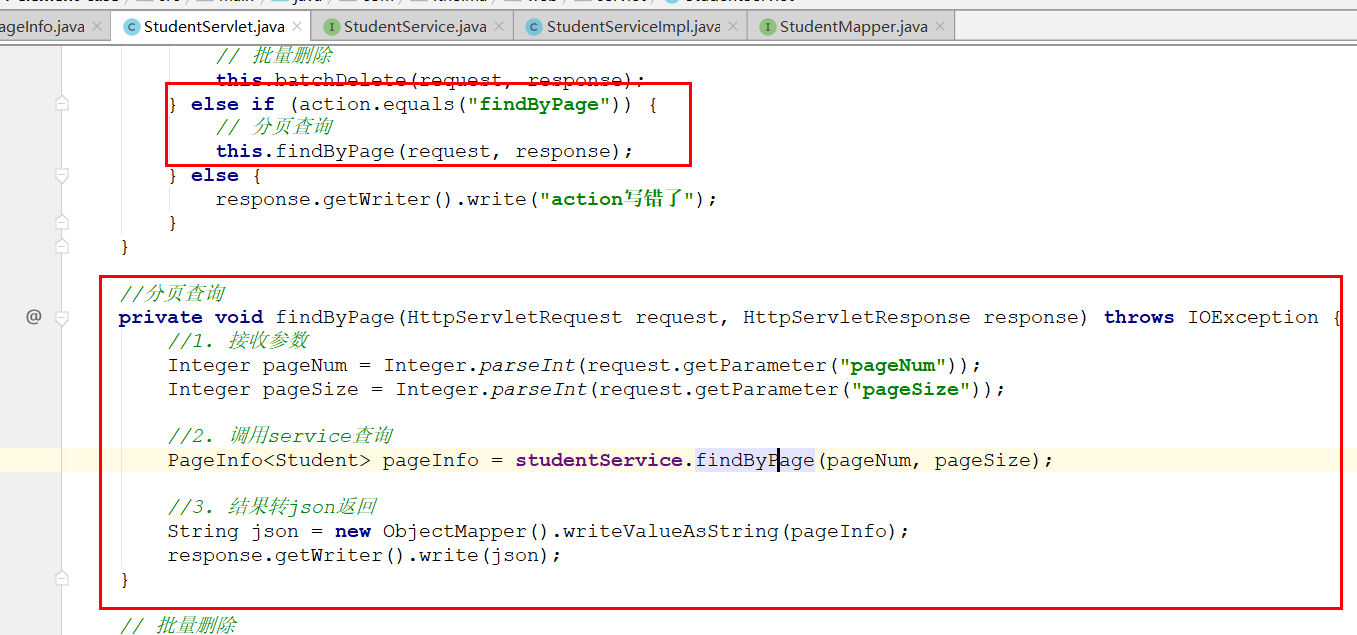 StudentServlet
ageInfo.java × StudentServlet.java × StudentService.java × StudentServiceImpl.java × StudentMapper.java ×
// 批量删除
this.batchDelete(request, response);
} else if (action.equals("findByPage")) {
// 分页查询
this.findByPage(request, response);
} else {
response.getWriter().write("action写错了");
}
}
//分页查询
@ private void findByPage(HttpServletRequest request, HttpServletResponse response) throws IOException {
//1. 接收参数
Integer pageNum = Integer.parseInt(request.getParameter("pageNum"));
Integer pageSize = Integer.parseInt(request.getParameter("pageSize"));
//2. 调用service查询
PageInfo<Student> pageInfo = studentService.findByPage(pageNum, pageSize);
//3. 结果转json返回
String json = new ObjectMapper().writeValueAsString(pageInfo);
response.getWriter().write(json);
}
// 批量删除